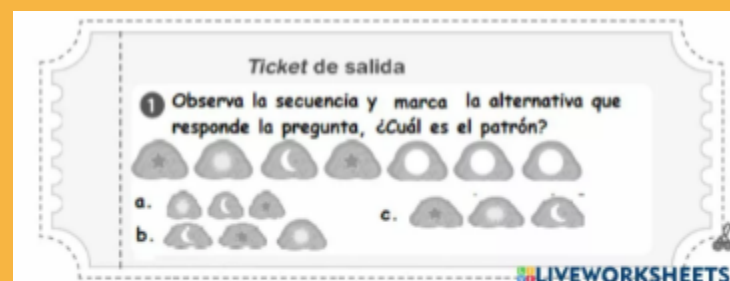 Ticket de salida
1 Observa la secuencia y marca la alternativa que
responde la pregunta, ¿Cuál es el patrón?
a.
b.
c.
LIVEWORKSHEETS